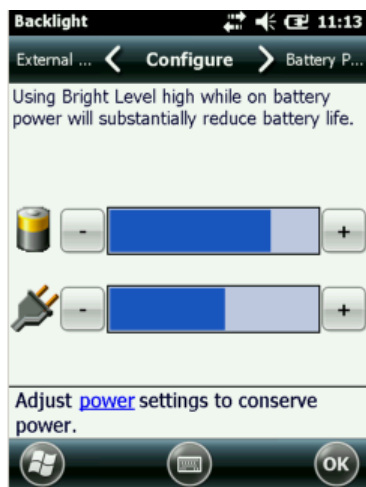 Backlight 11:13
External ... Configure Battery P...
Using Bright Level high while on battery
power will substantially reduce battery life.
- +
- +
Adjust power settings to conserve
power.
OK